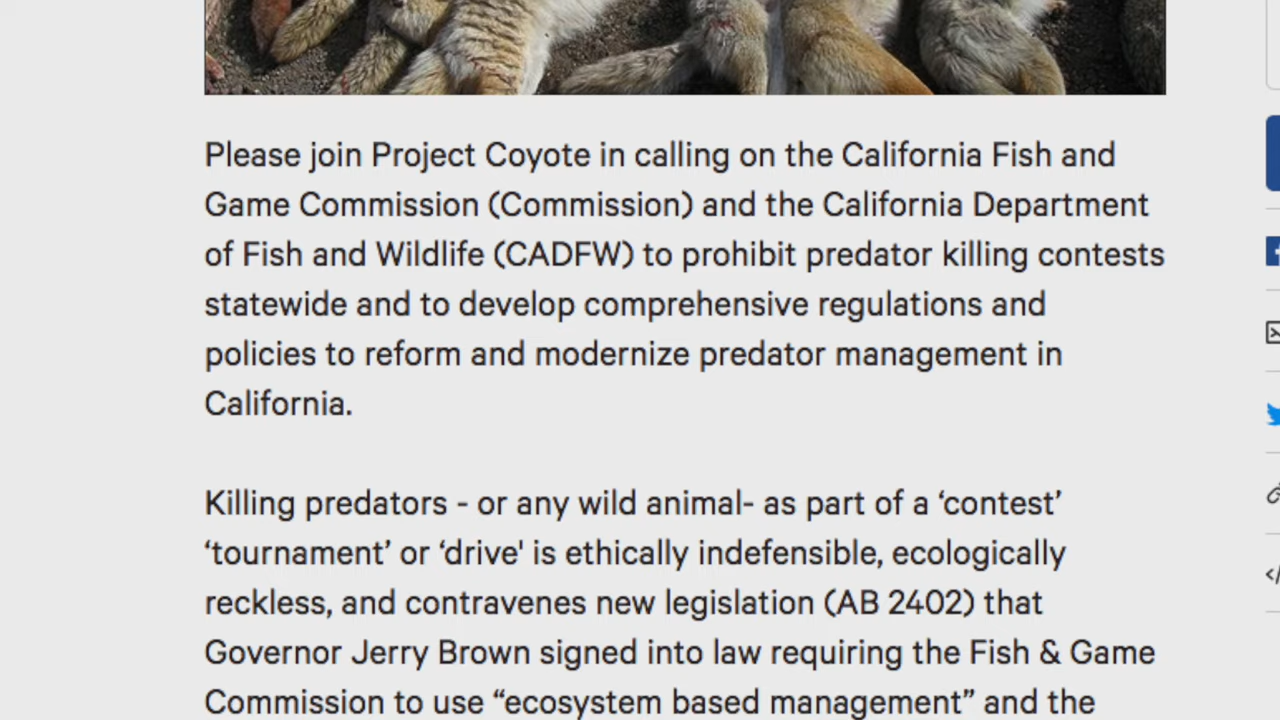 Please join Project Coyote in calling on the California Fish and
Game Commission (Commission) and the California Department
of Fish and Wildlife (CADFW) to prohibit predator killing contests
statewide and to develop comprehensive regulations and
policies to reform and modernize predator management in
California.
Killing predators - or any wild animal- as part of a ‘contest’
‘tournament’ or ‘drive' is ethically indefensible, ecologically
reckless, and contravenes new legislation (AB 2402) that
Governor Jerry Brown signed into law requiring the Fish & Game
Commission to use “ecosystem based management” and the